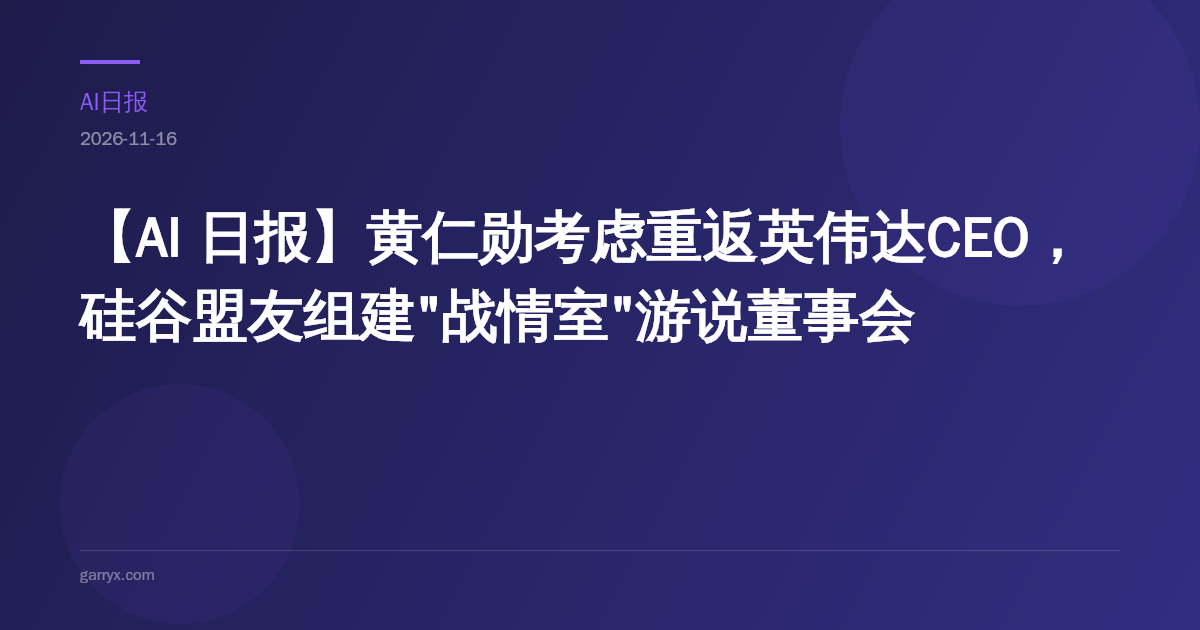 AI日报
2026-11-16
【AI 日报】黄仁勋考虑重返英伟达CEO，
硅谷盟友组建"战情室"游说董事会
garryx.com